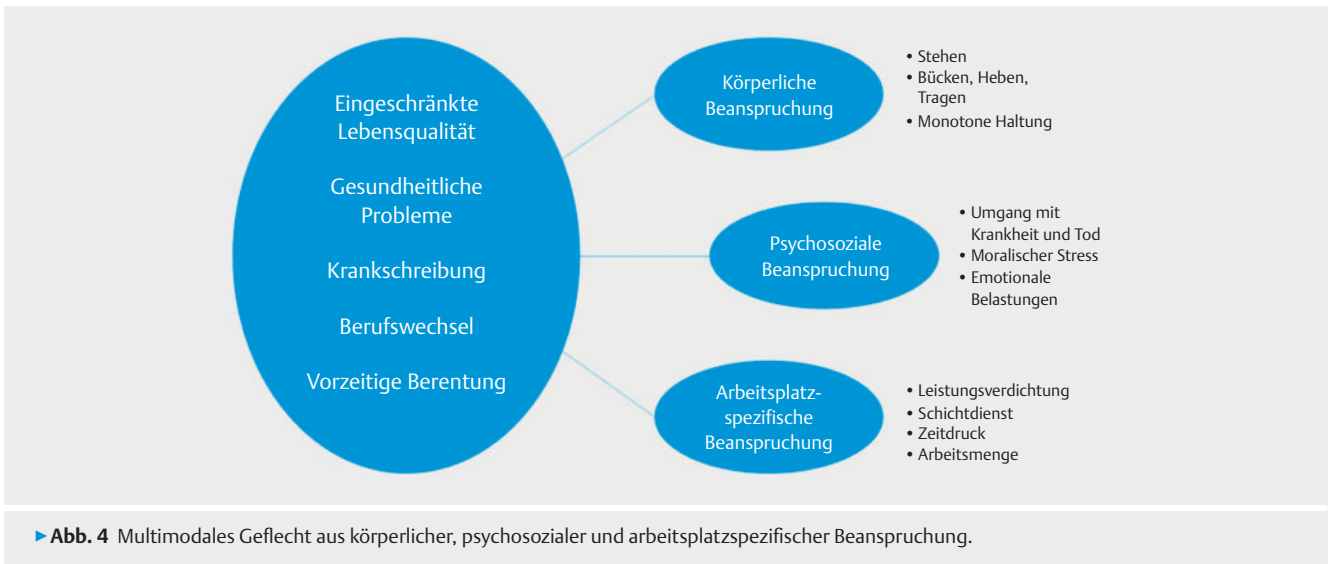 Eingeschränkte
Lebensqualität
Gesundheitliche
Probleme
Krankschreibung
Berufswechsel
Vorzeitige Berentung
Körperliche
Beanspruchung
• Stehen
• Bücken, Heben,
Tragen
• Monotone Haltung
Psychosoziale
Beanspruchung
• Umgang mit
Krankheit und Tod
• Moralischer Stress
• Emotionale
Belastungen
Arbeitsplatz-
spezifische
Beanspruchung
• Leistungsverdichtung
• Schichtdienst
• Zeitdruck
• Arbeitsmenge
▶ Abb. 4 Multimodales Geflecht aus körperlicher, psychosozialer und arbeitsplatzspezifischer Beanspruchung.